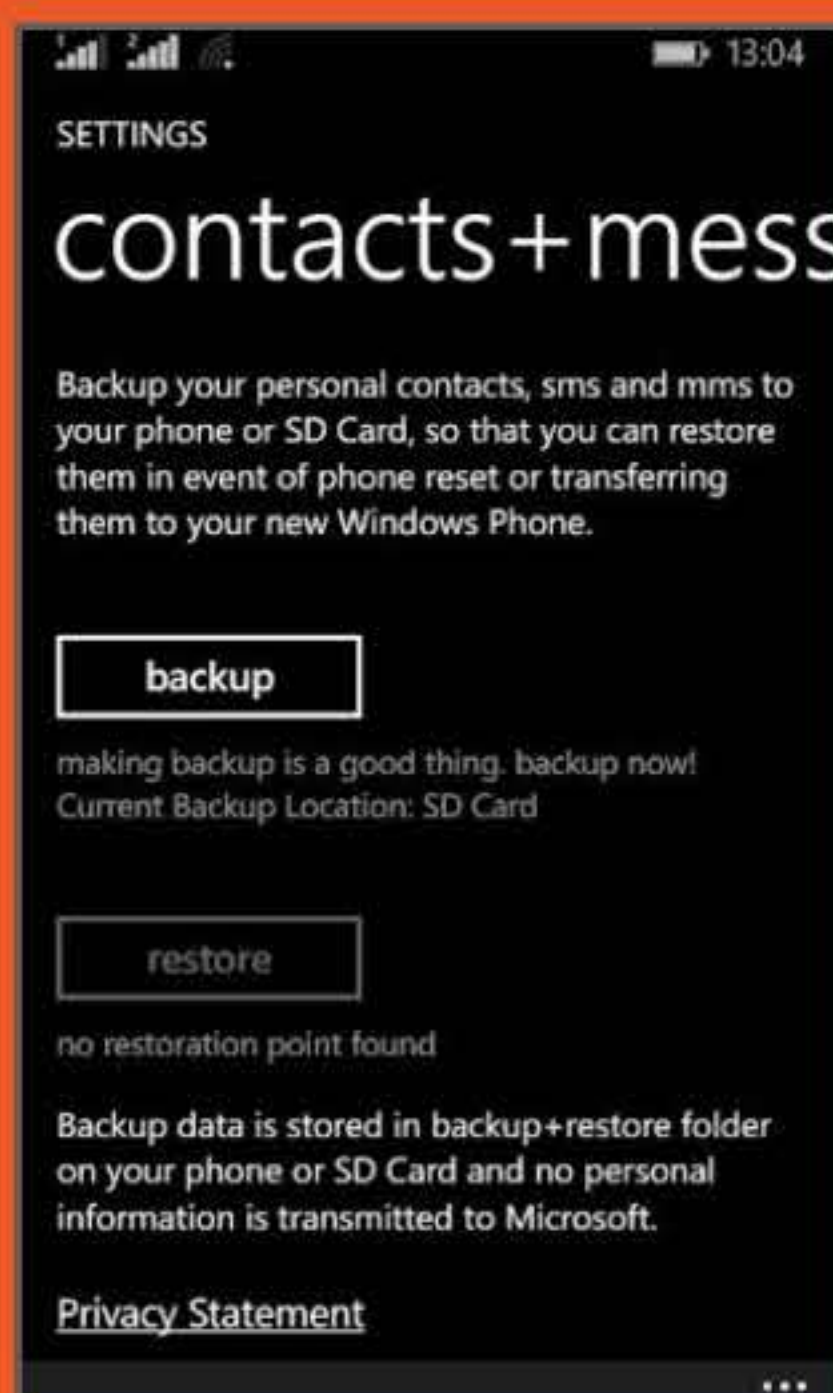 1 2 13:04
SETTINGS
contacts+mess
Backup your personal contacts, sms and mms to
your phone or SD Card, so that you can restore
them in event of phone reset or transferring
them to your new Windows Phone.
backup
making backup is a good thing. backup now!
Current Backup Location: SD Card
restore
no restoration point found
Backup data is stored in backup+restore folder
on your phone or SD Card and no personal
information is transmitted to Microsoft.
Privacy Statement
...